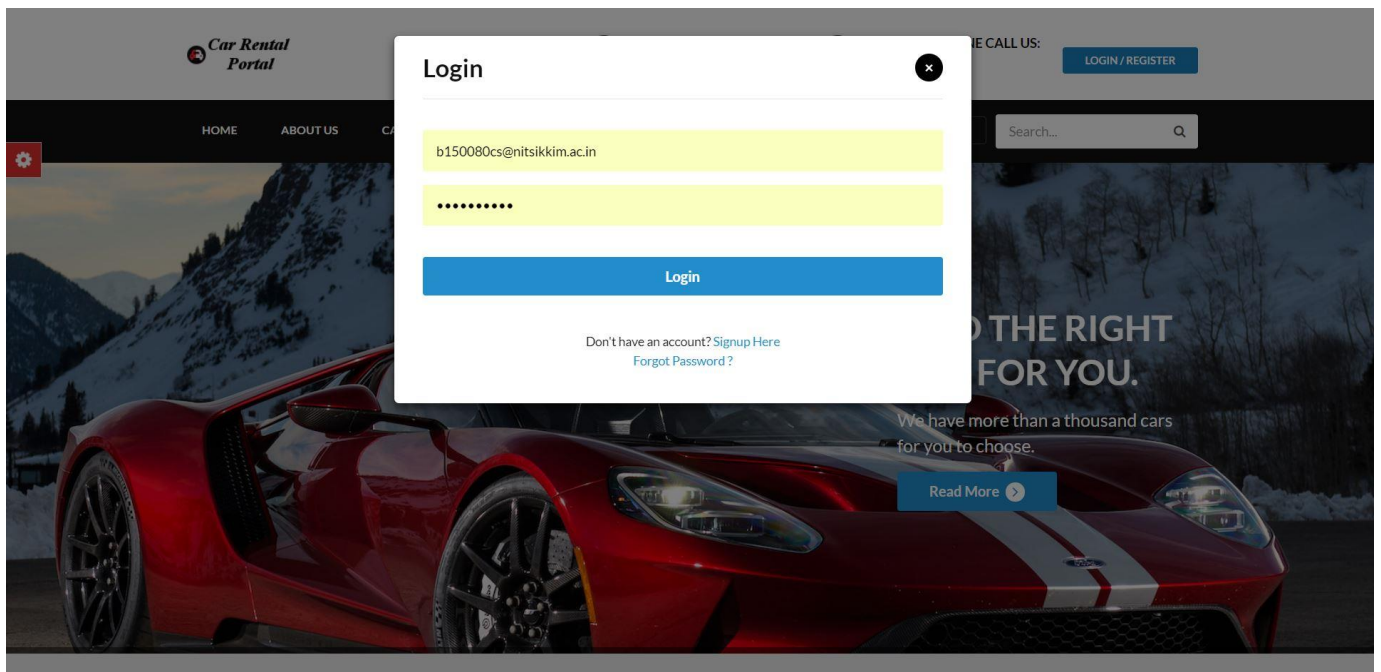 Car Rental
Portal
E CALL US:
LOGIN / REGISTER
Login
×
HOME
ABOUT US
CA
Search...
b150080cs@nitsikkim.ac.in
••••••••••
Login
Don't have an account? Signup Here
Forgot Password ?
THE RIGHT
FOR YOU.
We have more than a thousand cars
for you to choose.
Read More
Ford